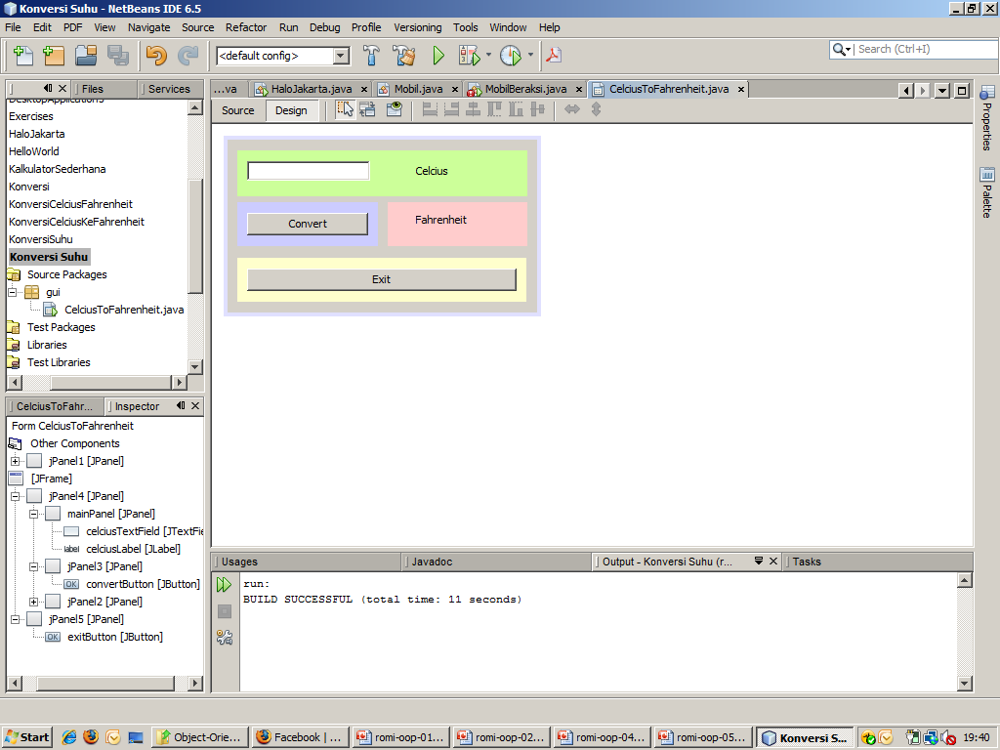 Konversi Suhu - NetBeans IDE 6.5
File Edit PDF View Navigate Source Refactor Run Debug Profile Versioning Tools Window Help
<default config>
Search (Ctrl+I)
Files Services
...va HaloJakarta.java Mobil.java MobilBeraksi.java CelciusToFahrenheit.java
Source Design
DesktopApplications
Exercises
HaloJakarta
HelloWorld
KalkulatorSederhana
Konversi
KonversiCelciusFahrenheit
KonversiCelciusKeFahrenheit
KonversiSuhu
Konversi Suhu
Source Packages
gui
CelciusToFahrenheit.java
Test Packages
Libraries
Test Libraries
Celcius
Convert
Fahrenheit
Exit
Properties
Palette
CelciusToFahr... Inspector
Form CelciusToFahrenheit
Other Components
jPanel1 [JPanel]
[JFrame]
jPanel4 [JPanel]
mainPanel [JPanel]
celciusTextField [JTextFie
label celciusLabel [JLabel]
jPanel3 [JPanel]
OK convertButton [JButton]
jPanel2 [JPanel]
jPanel5 [JPanel]
OK exitButton [JButton]
Usages Javadoc Output - Konversi Suhu (r... Tasks
run:
BUILD SUCCESSFUL (total time: 11 seconds)
Start Object-Orie... Facebook | ... romi-oop-01... romi-oop-02... romi-oop-04... romi-oop-05... Konversi S... 19:40